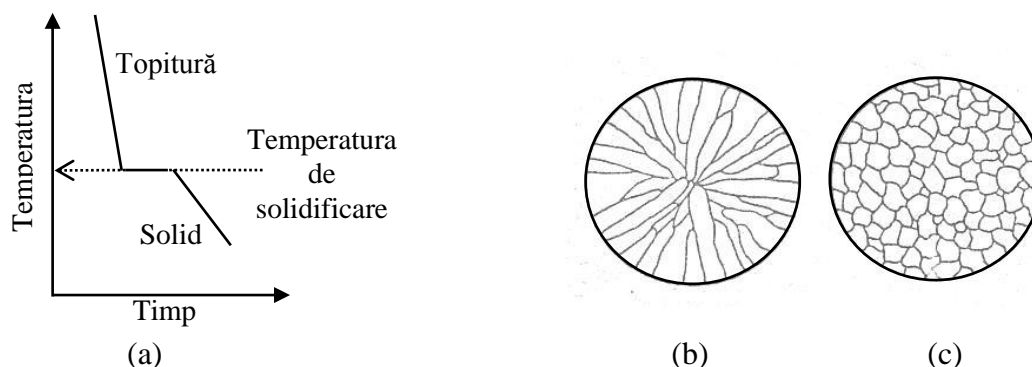 Topitură
Temperatura
Temperatura
de
solidificare
Solid
Timp
(a)
(b)
(c)